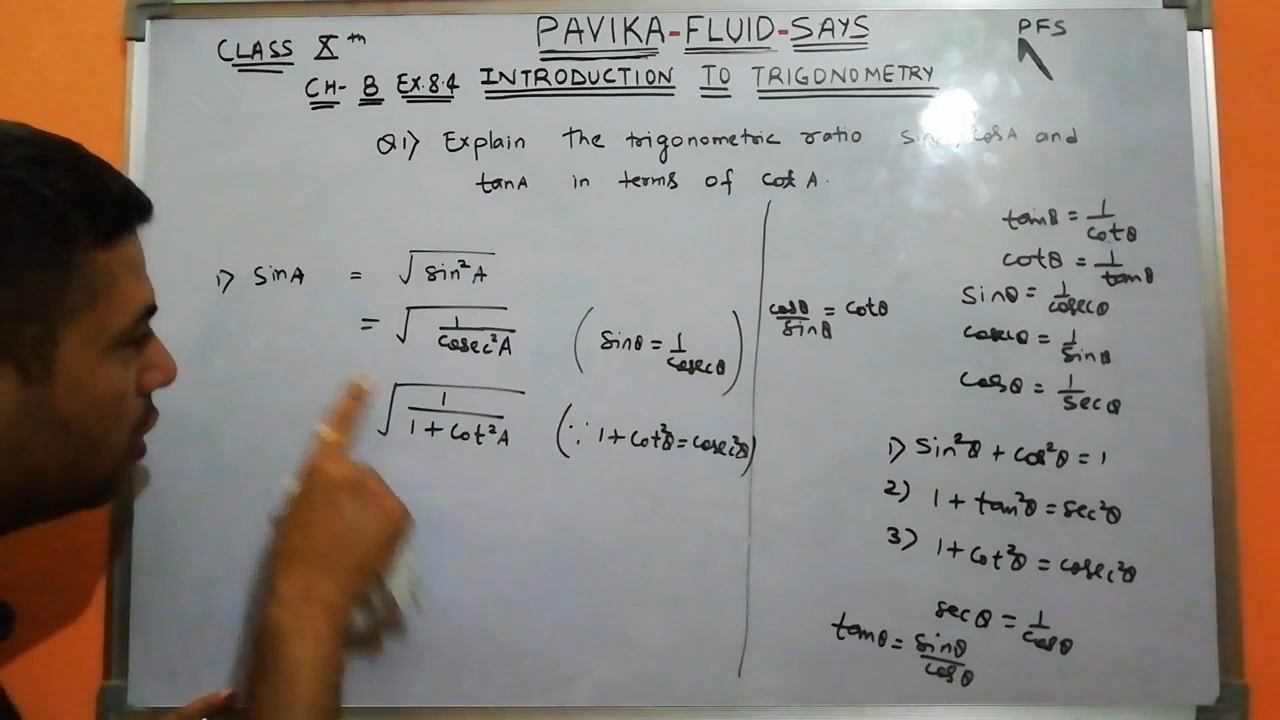 PAVIKA-FLUID-SAYS
PFS
CLASS Xth
CH- 8 Ex.8.4 INTRODUCTION TO TRIGONOMETRY
Q1) Explain the trigonometric ratio sin, cosA and
tanA in terms of cot A.
1) sinA = √sin²A
= √1/cosec²A (sinθ = 1/cosecθ)
√1/1+cot²A (∵ 1+cot²θ=cosec²θ)
cosθ/sinθ = cotθ
tanθ = 1/cotθ
cotθ = 1/tanθ
sinθ = 1/cosecθ
cosecθ = 1/sinθ
cosθ = 1/secθ
1) sin²θ + cos²θ = 1
2) 1 + tan²θ = sec²θ
3) 1+cot²θ = cosec²θ
secθ = 1/cosθ
tanθ = sinθ/cosθ